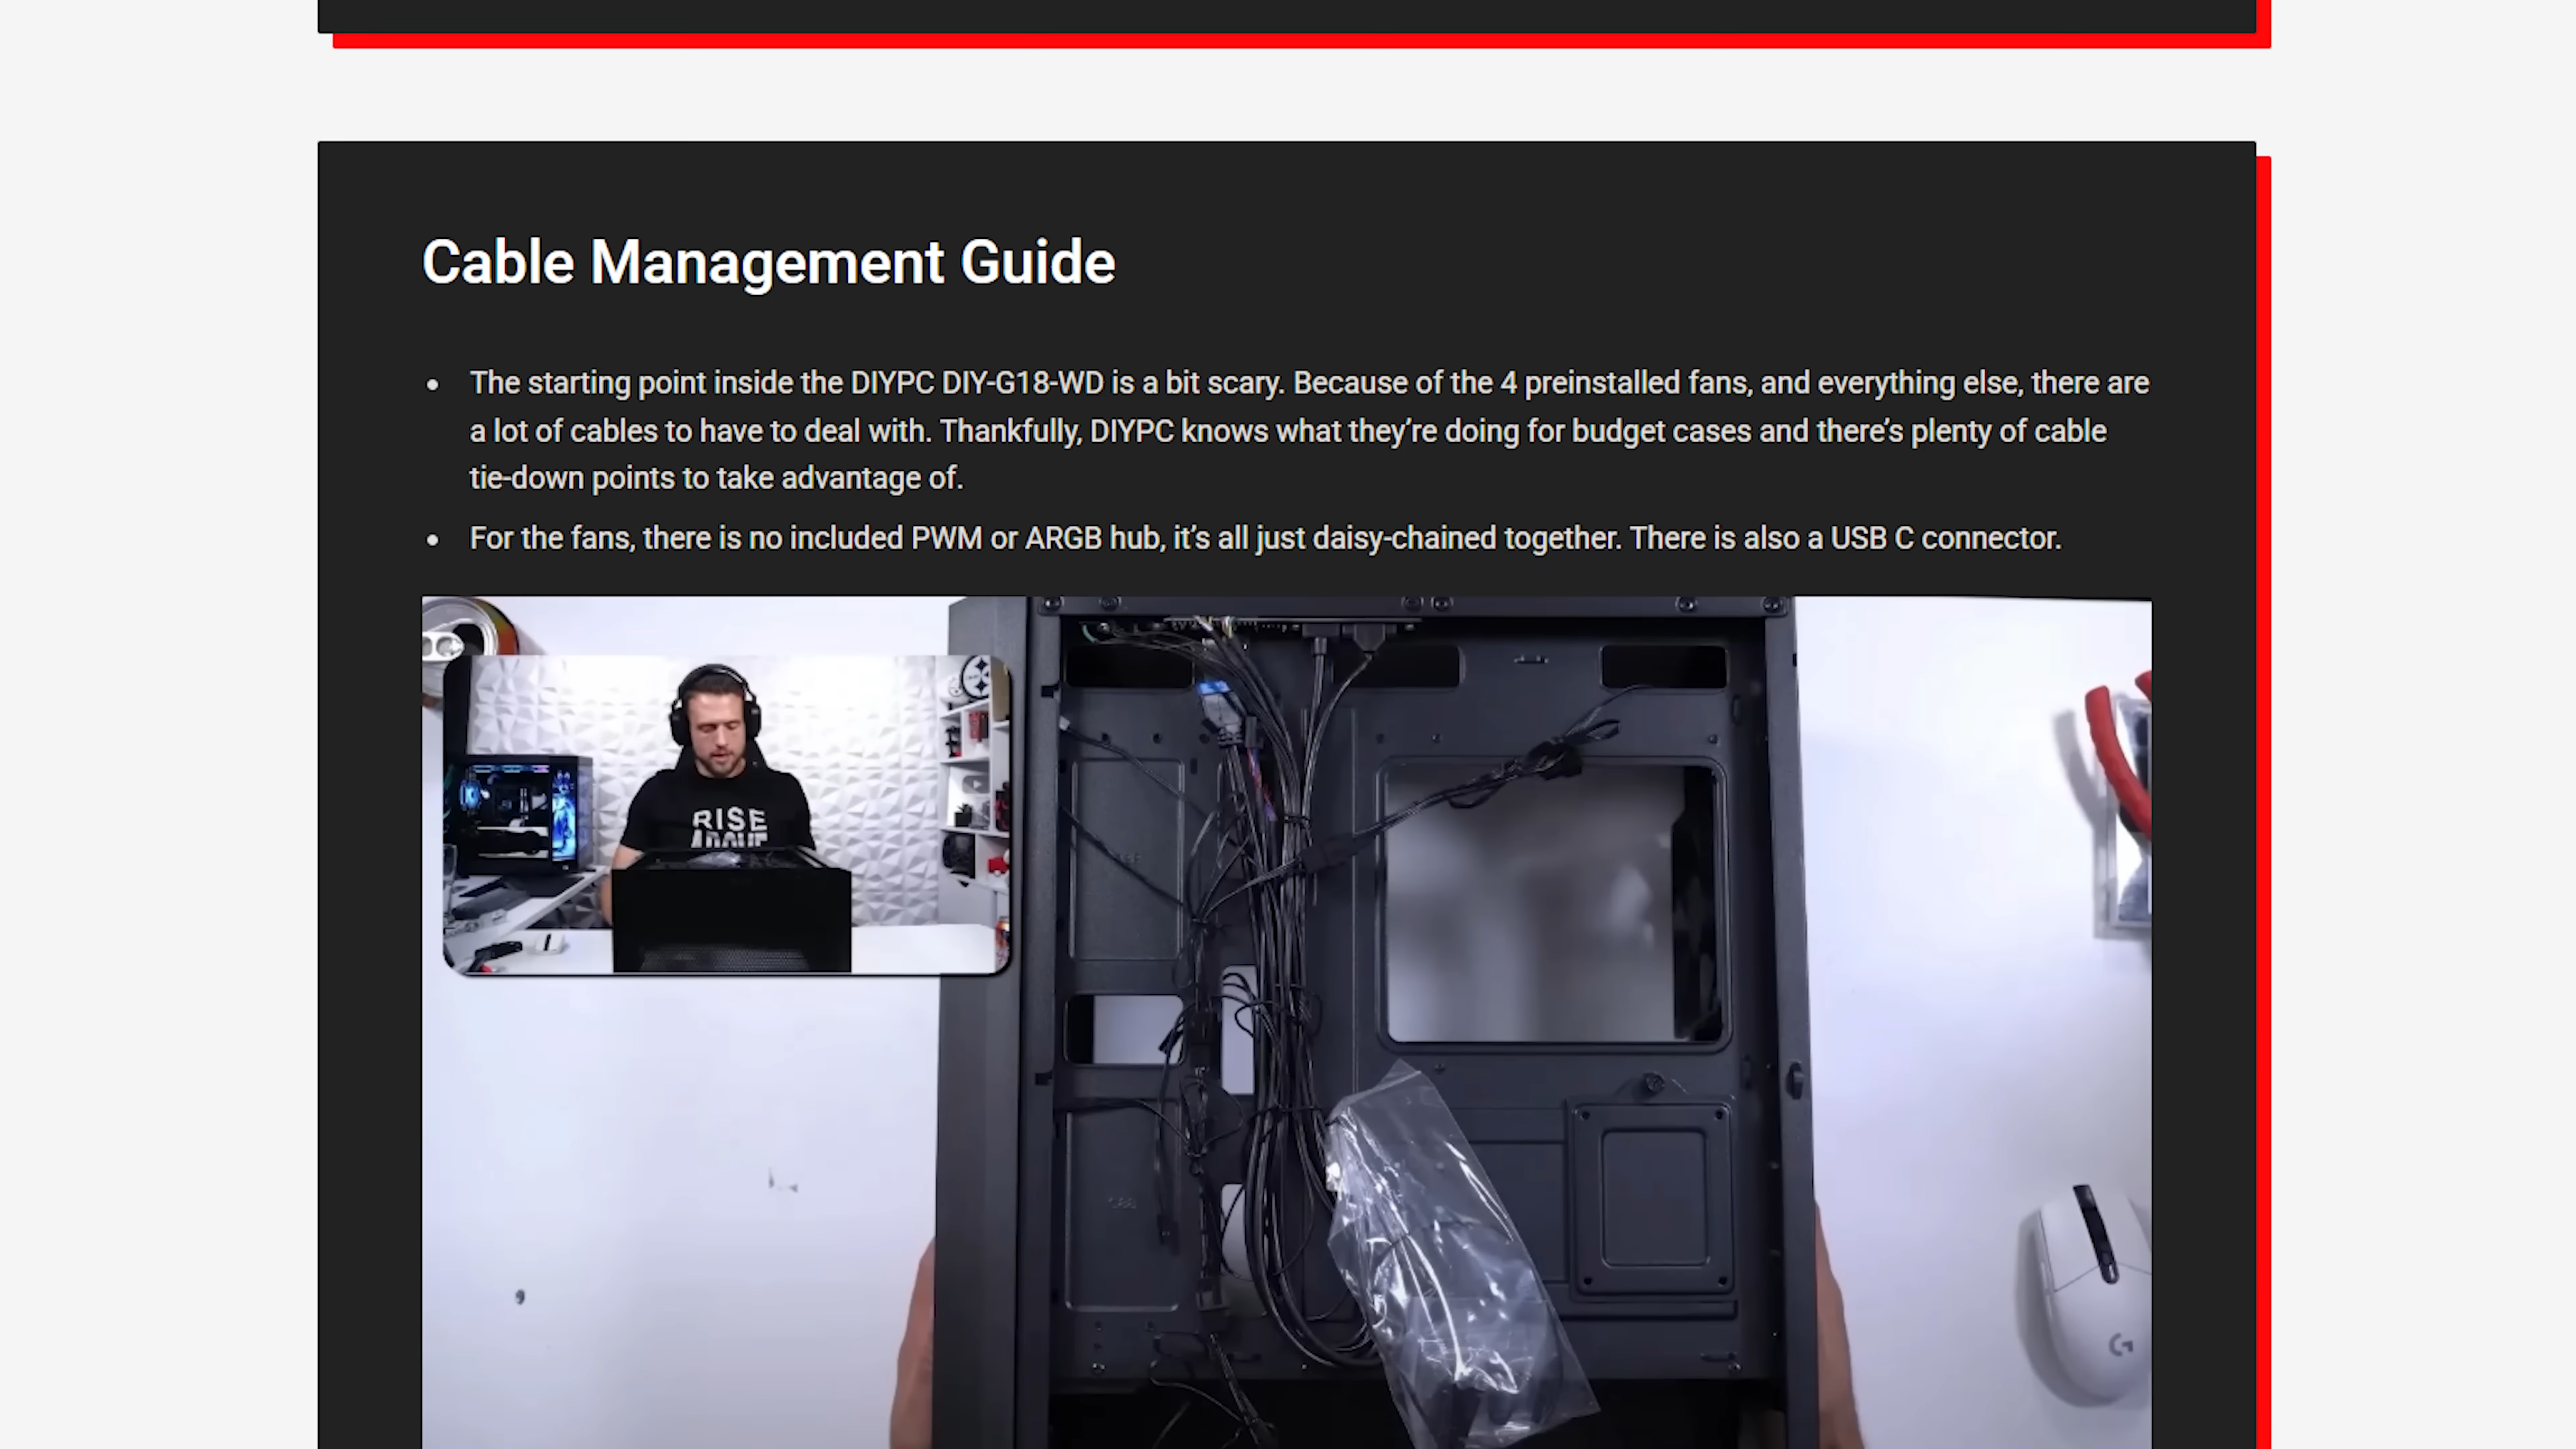 Cable Management Guide
The starting point inside the DIYPC DIY-G18-WD is a bit scary. Because of the 4 preinstalled fans, and everything else, there are
a lot of cables to have to deal with. Thankfully, DIYPC knows what they’re doing for budget cases and there’s plenty of cable
tie-down points to take advantage of.
For the fans, there is no included PWM or ARGB hub, it’s all just daisy-chained together. There is also a USB C connector.
RISE